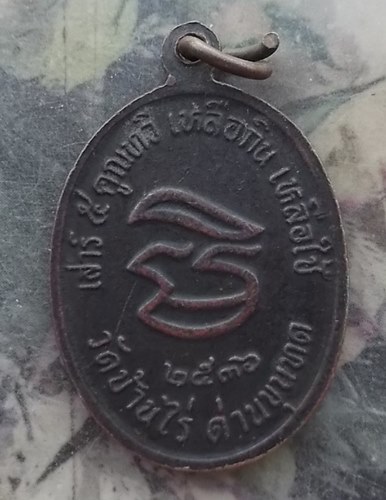 เสาร์ ๕ คูณทวี เหลือกิน เหลือใช้
๒๕๓๖
วัดบ้านไร่ ด่านขุนทด